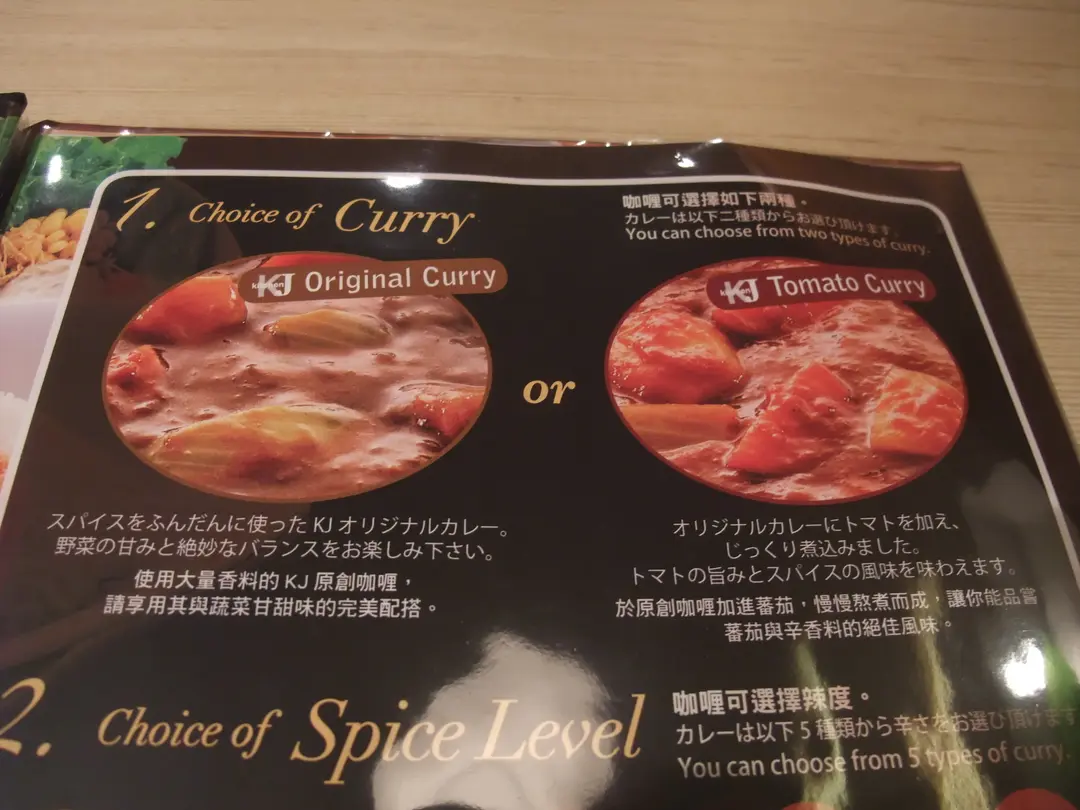 1. Choice of Curry
咖喱可選擇如下兩種。
カレーは以下二種類からお選び頂けます。
You can choose from two types of curry.
kitchen KJ Original Curry
or
kitchen KJ Tomato Curry
スパイスをふんだんに使った KJ オリジナルカレー。
野菜の甘みと絶妙なバランスをお楽しみ下さい。
使用大量香料的 KJ 原創咖喱，
請享用其與蔬菜甘甜味的完美配搭。
オリジナルカレーにトマトを加え、
じっくり煮込みました。
トマトの旨みとスパイスの風味を味わえます。
於原創咖喱加進蕃茄，慢慢熬煮而成，讓你能品嘗
蕃茄與辛香料的絕佳風味。
2. Choice of Spice Level
咖喱可選擇辣度。
カレーは以下 5 種類から辛さをお選び頂けます
You can choose from 5 types of curry.